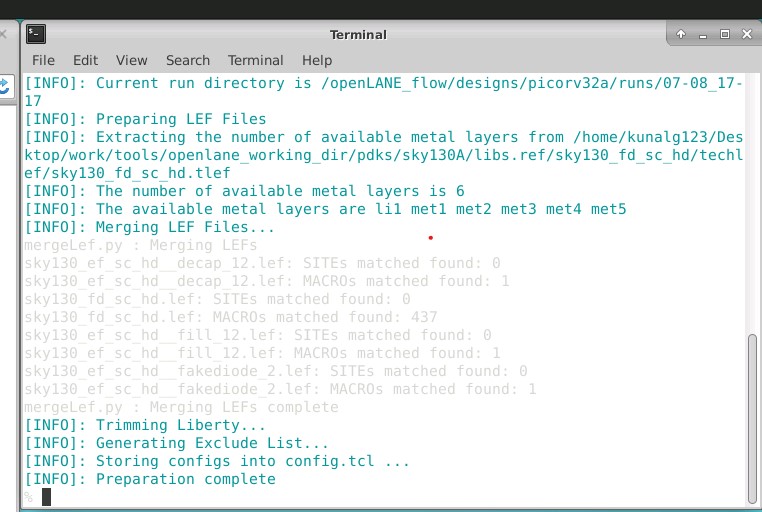 Terminal
File Edit View Search Terminal Help
[INFO]: Current run directory is /openLANE_flow/designs/picorv32a/runs/07-08_17-
17
[INFO]: Preparing LEF Files
[INFO]: Extracting the number of available metal layers from /home/kunalg123/Des
ktop/work/tools/openlane_working_dir/pdks/sky130A/libs.ref/sky130_fd_sc_hd/techl
ef/sky130_fd_sc_hd.tlef
[INFO]: The number of available metal layers is 6
[INFO]: The available metal layers are li1 met1 met2 met3 met4 met5
[INFO]: Merging LEF Files...
mergeLef.py : Merging LEFs
sky130_ef_sc_hd__decap_12.lef: SITEs matched found: 0
sky130_ef_sc_hd__decap_12.lef: MACROs matched found: 1
sky130_fd_sc_hd.lef: SITEs matched found: 0
sky130_fd_sc_hd.lef: MACROs matched found: 437
sky130_ef_sc_hd__fill_12.lef: SITEs matched found: 0
sky130_ef_sc_hd__fill_12.lef: MACROs matched found: 1
sky130_ef_sc_hd__fakediode_2.lef: SITEs matched found: 0
sky130_ef_sc_hd__fakediode_2.lef: MACROs matched found: 1
mergeLef.py : Merging LEFs complete
[INFO]: Trimming Liberty...
[INFO]: Generating Exclude List...
[INFO]: Storing configs into config.tcl ...
[INFO]: Preparation complete
%